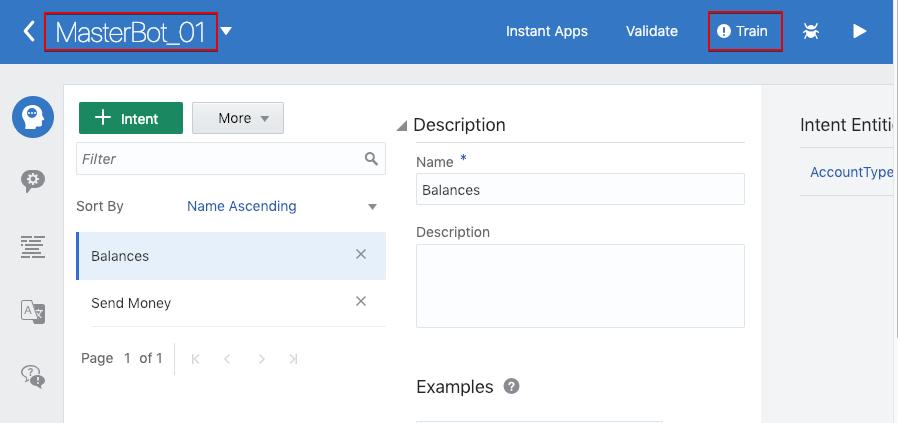 MasterBot_01
Instant Apps
Validate
Train
Intent
More
Filter
Sort By
Name Ascending
Balances
Send Money
Page 1 of 1
Description
Name *
Balances
Description
Examples
Intent Entiti
AccountType